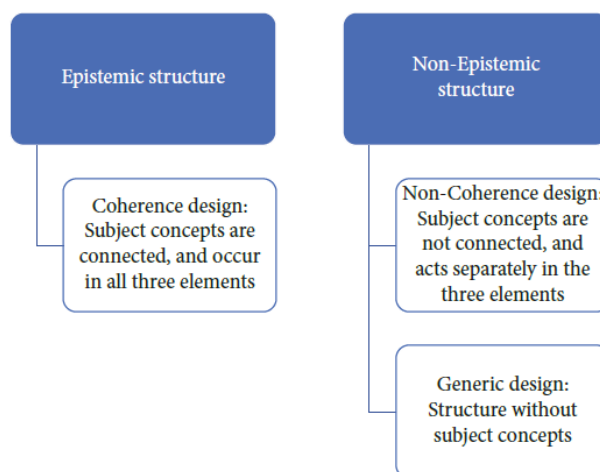 Epistemic structure
Coherence design:
Subject concepts are
connected, and occur
in all three elements
Non-Epistemic
structure
Non-Coherence design:
Subject concepts are
not connected, and
acts separately in the
three elements
Generic design:
Structure without
subject concepts